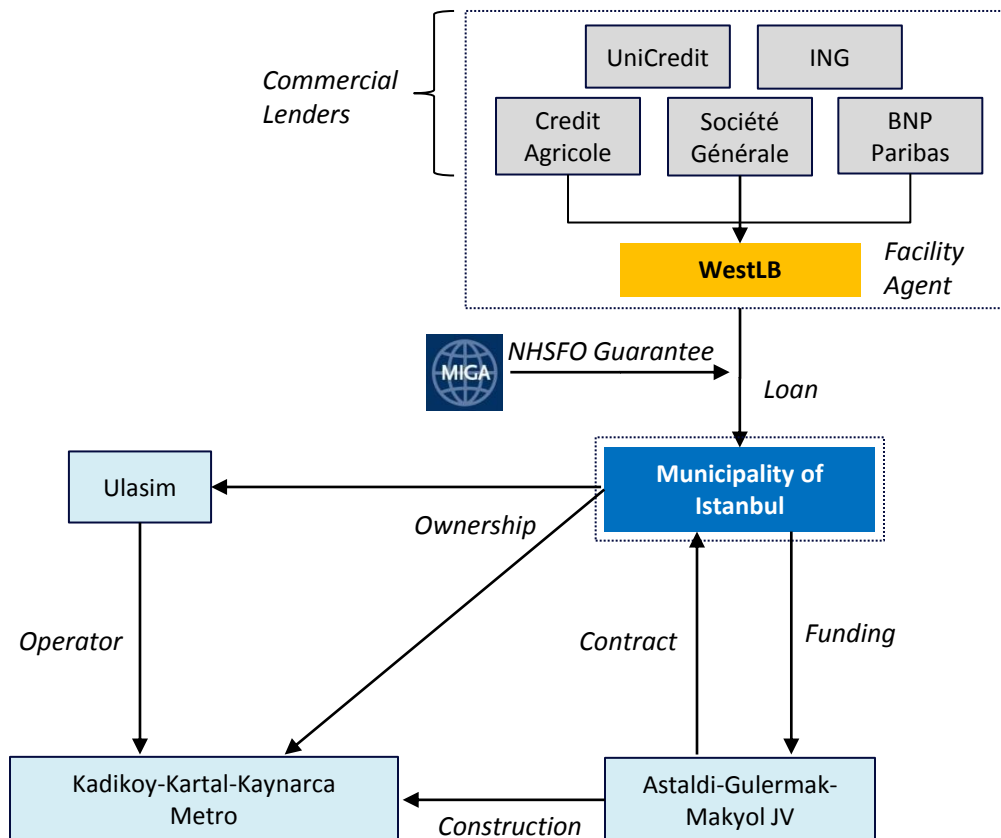 UniCredit
ING
Commercial
Lenders
Credit
Agricole
Société
Générale
BNP
Paribas
WestLB
Facility
Agent
NHSFO Guarantee
MIGA
Loan
Ulasim
Municipality of
Istanbul
Ownership
Operator
Contract
Funding
Kadikoy-Kartal-Kaynarca
Metro
Astaldi-Gulermak-
Makyol JV
Construction